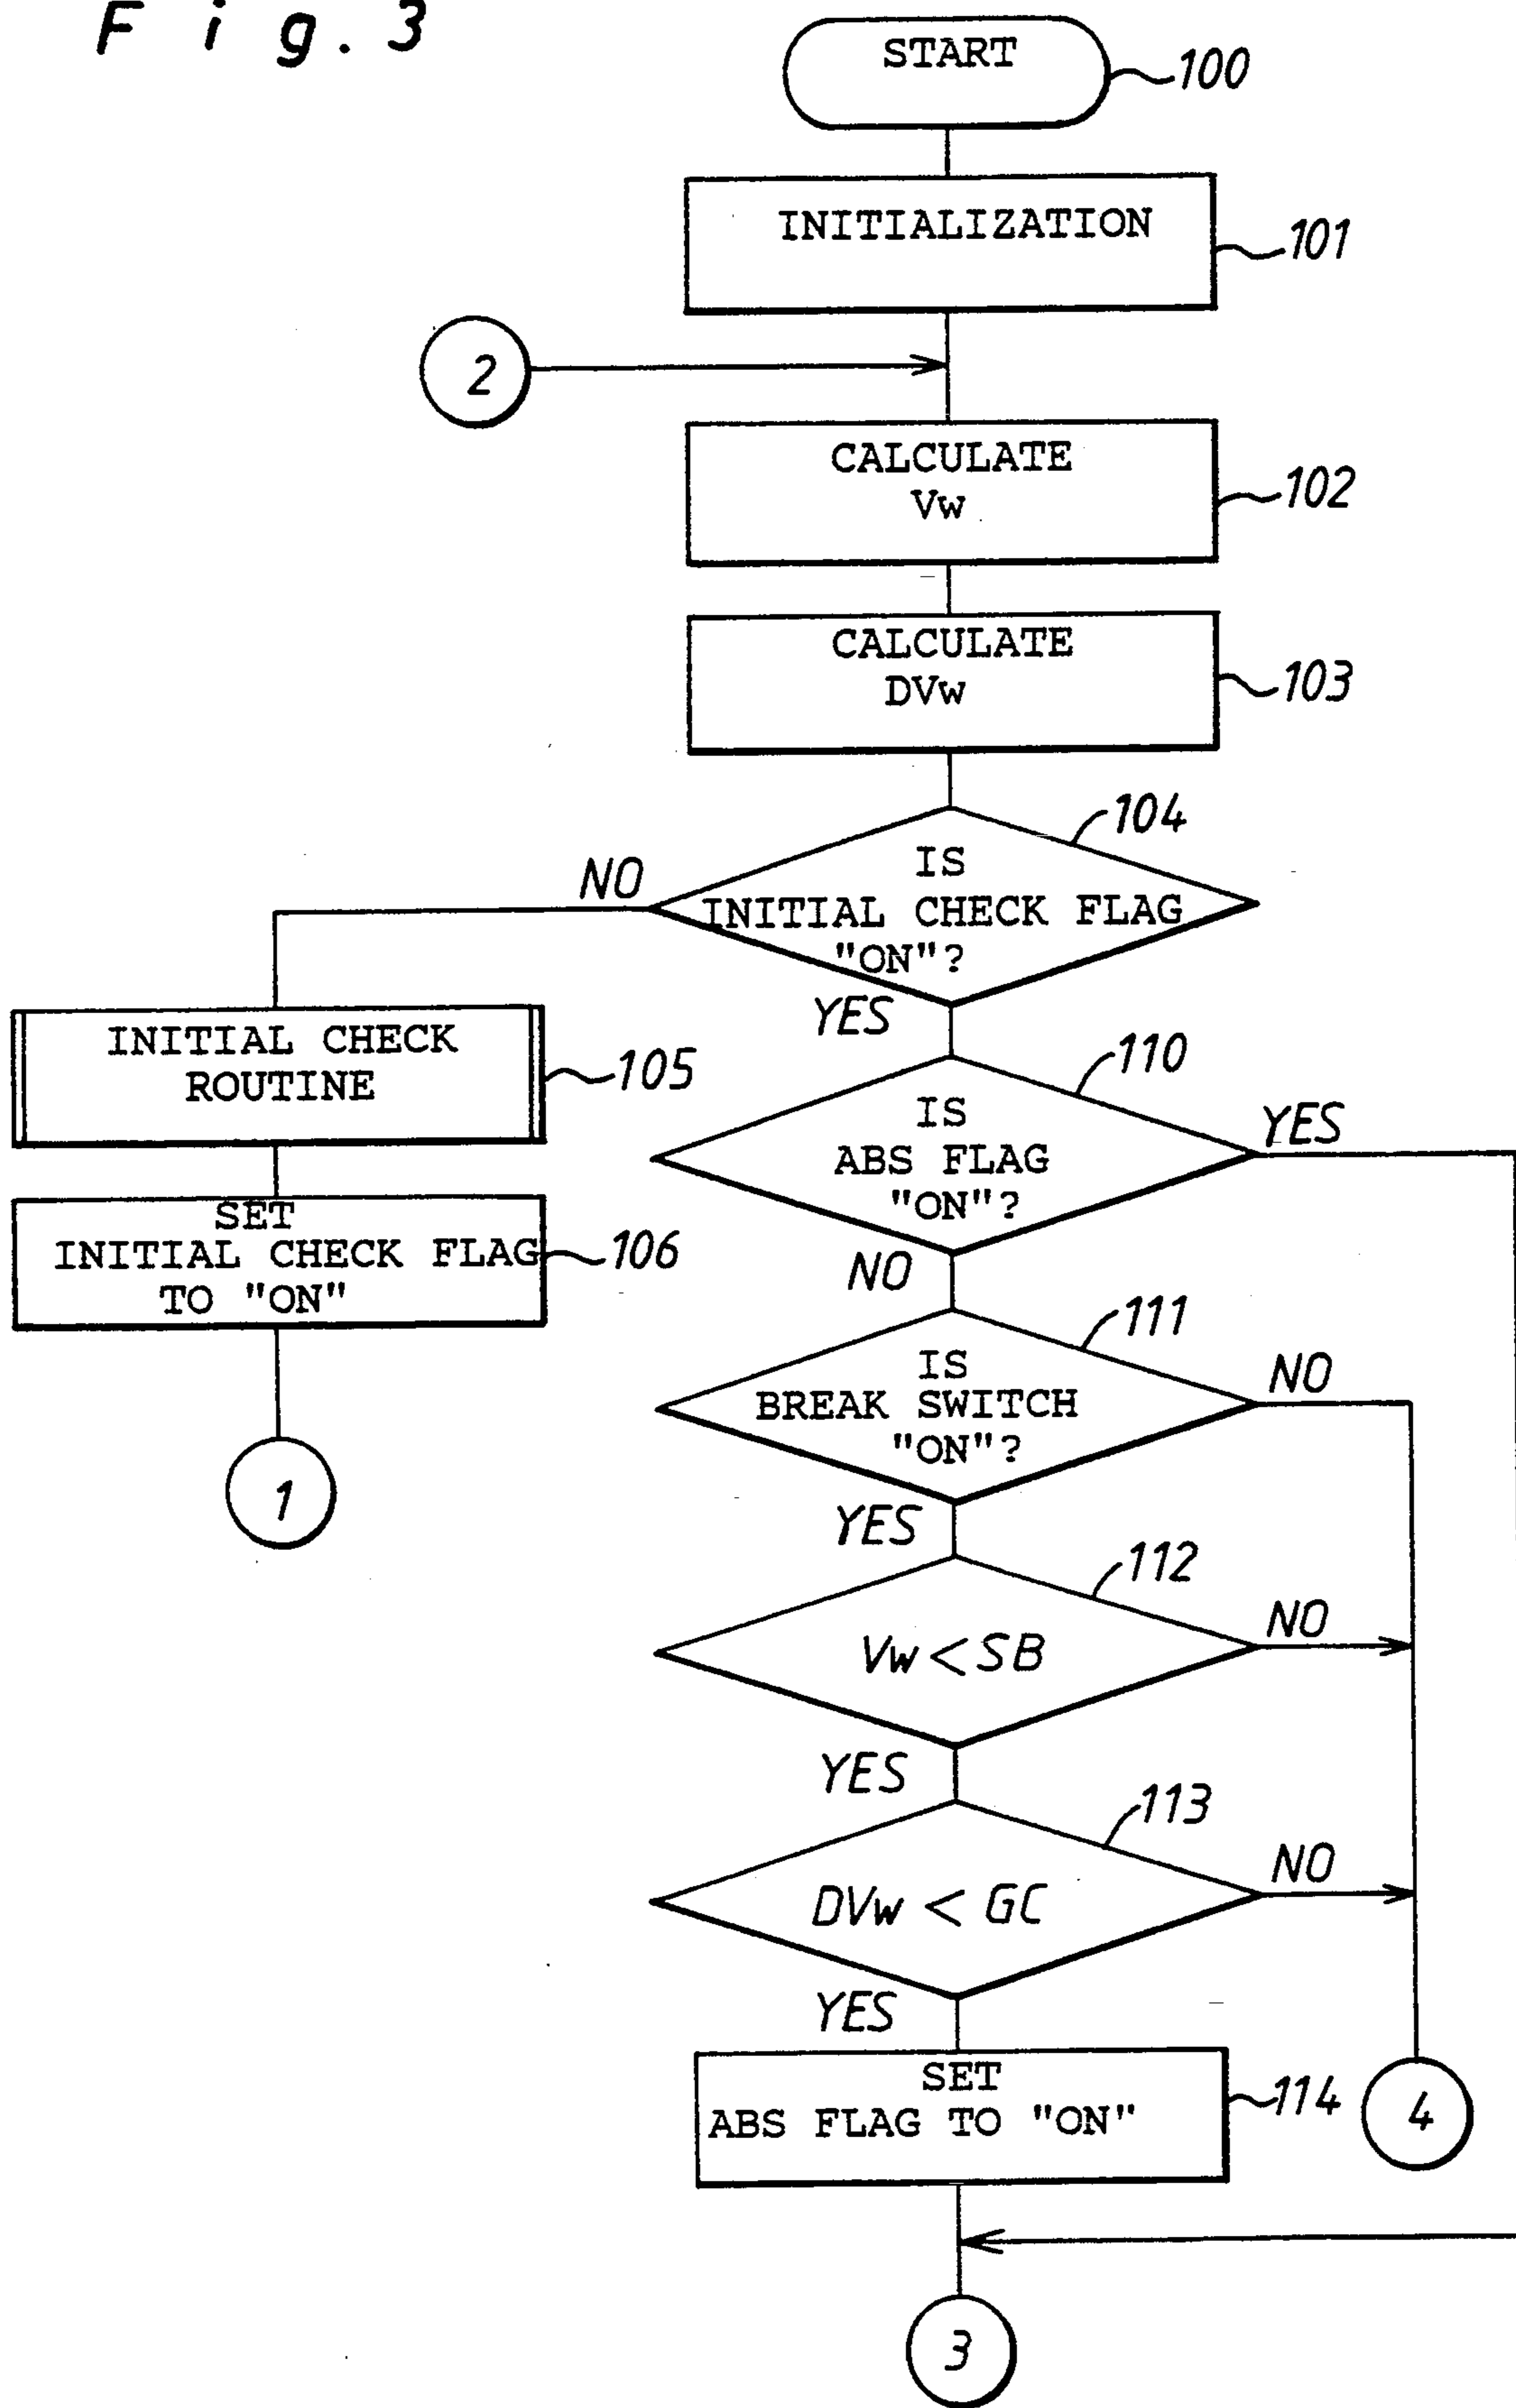 Fig. 3
START
100
INITIALIZATION
101
2
CALCULATE
Vw
102
CALCULATE
DVw
103
104
NO
IS
INITIAL CHECK FLAG
"ON"?
YES
INITIAL CHECK
ROUTINE
105
110
IS
ABS FLAG
"ON"?
YES
SET
INITIAL CHECK FLAG
TO "ON"
106
NO
1
111
IS
BREAK SWITCH
"ON"?
NO
YES
112
Vw < SB
NO
YES
113
DVw < GC
NO
YES
SET
ABS FLAG TO "ON"
114
4
3